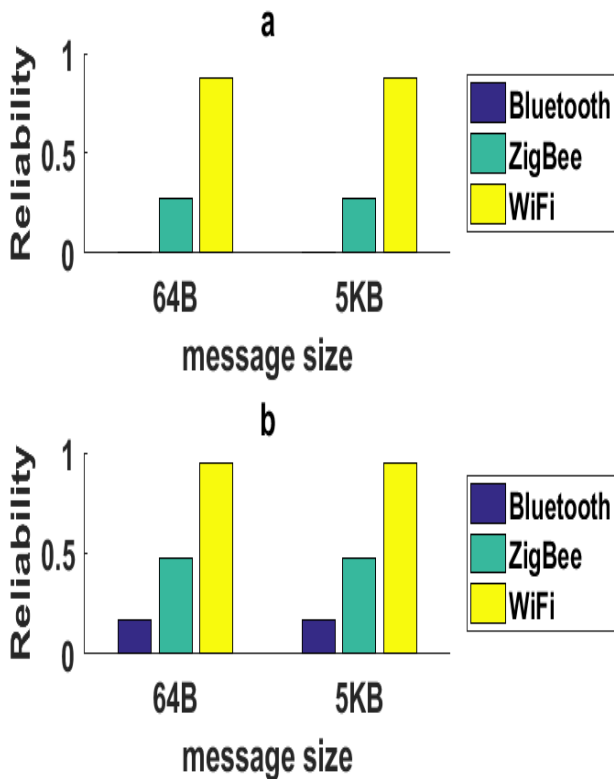 a
Reliability
1
0.5
0
64B 5KB
message size
Bluetooth
ZigBee
WiFi
b
Reliability
1
0.5
0
64B 5KB
message size
Bluetooth
ZigBee
WiFi